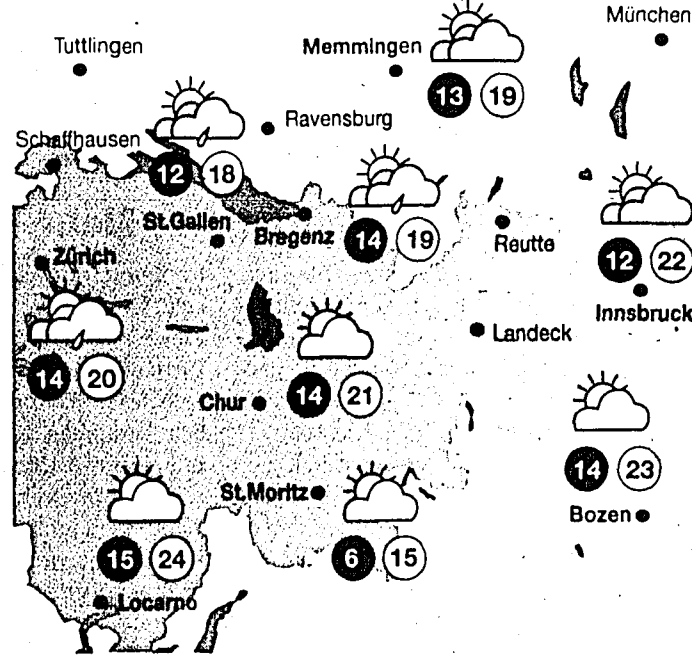 München
Tuttlingen
Memmingen
13 19
Ravensburg
Schaffhausen
12 18
St.Gallen
Bregenz
14 19
Reutte
12 22
Zürich
Innsbruck
Landeck
14 20
Chur
14 21
14 23
St.Moritz
Bozen
15 24
6 15
Locarno